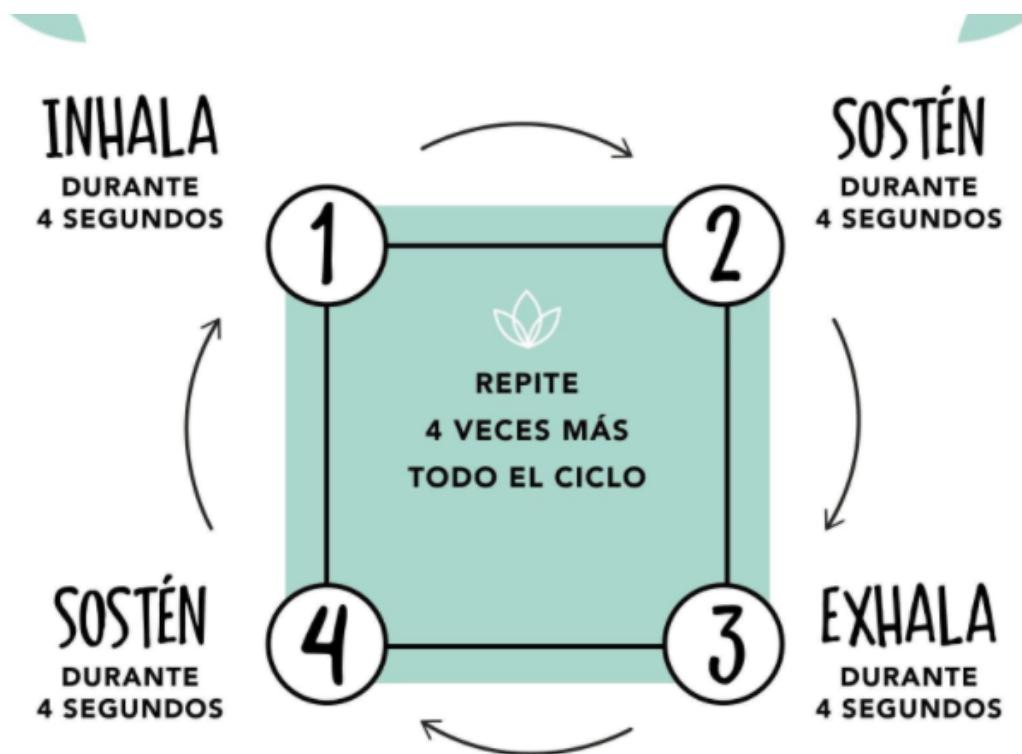 INHALA
DURANTE
4 SEGUNDOS
1
SOSTÉN
DURANTE
4 SEGUNDOS
2
REPITE
4 VECES MÁS
TODO EL CICLO
EXHALA
DURANTE
4 SEGUNDOS
3
SOSTÉN
DURANTE
4 SEGUNDOS
4